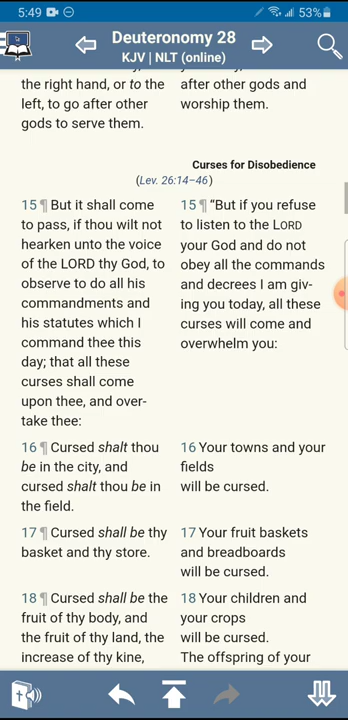 5:49
53%
Deuteronomy 28
KJV | NLT (online)
the right hand, or to the
left, to go after other
gods to serve them.
after other gods and
worship them.
Curses for Disobedience
(Lev. 26:14–46)
15 ¶ But it shall come
to pass, if thou wilt not
hearken unto the voice
of the LORD thy God, to
observe to do all his
commandments and
his statutes which I
command thee this
day; that all these
curses shall come
upon thee, and over-
take thee:
15 ¶ “But if you refuse
to listen to the LORD
your God and do not
obey all the commands
and decrees I am giv-
ing you today, all these
curses will come and
overwhelm you:
16 ¶ Cursed shalt thou
be in the city, and
cursed shalt thou be in
the field.
16 Your towns and your
fields
will be cursed.
17 ¶ Cursed shall be thy
basket and thy store.
17 Your fruit baskets
and breadboards
will be cursed.
18 ¶ Cursed shall be the
fruit of thy body, and
the fruit of thy land, the
increase of thy kine,
18 Your children and
your crops
will be cursed.
The offspring of your